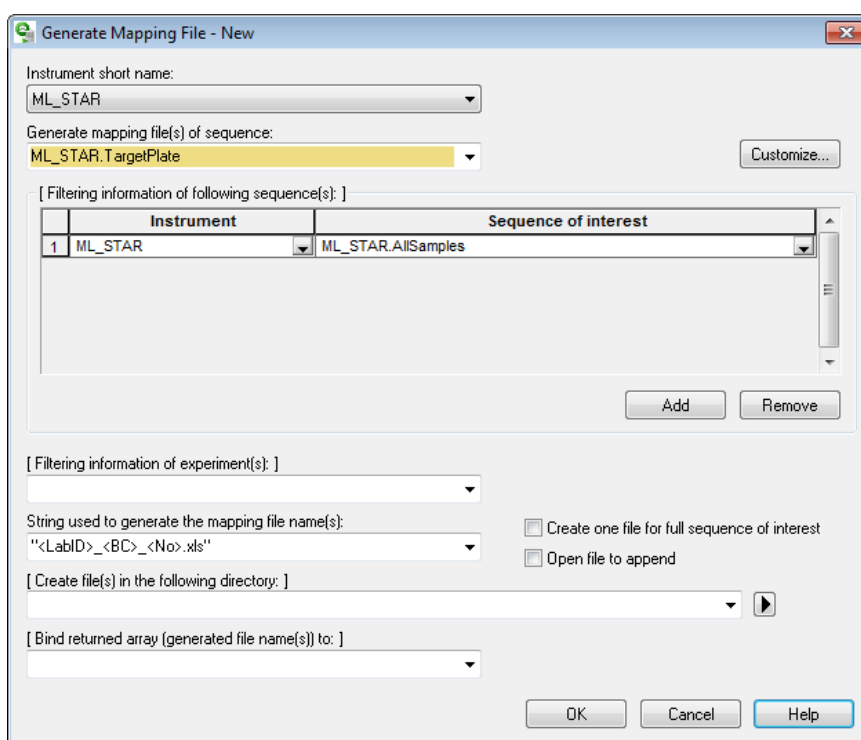 Generate Mapping File - New
Instrument short name:
ML_STAR
Generate mapping file(s) of sequence:
ML_STAR.TargetPlate
Customize...
[ Filtering information of following sequence(s): ]
Instrument Sequence of interest
1 ML_STAR ML_STAR.AllSamples
Add Remove
[ Filtering information of experiment(s): ]
String used to generate the mapping file name(s):
"<LabID>_<BC>_<No>.xls"
Create one file for full sequence of interest
Open file to append
[ Create file(s) in the following directory: ]
[ Bind returned array (generated file name(s)) to: ]
OK Cancel Help